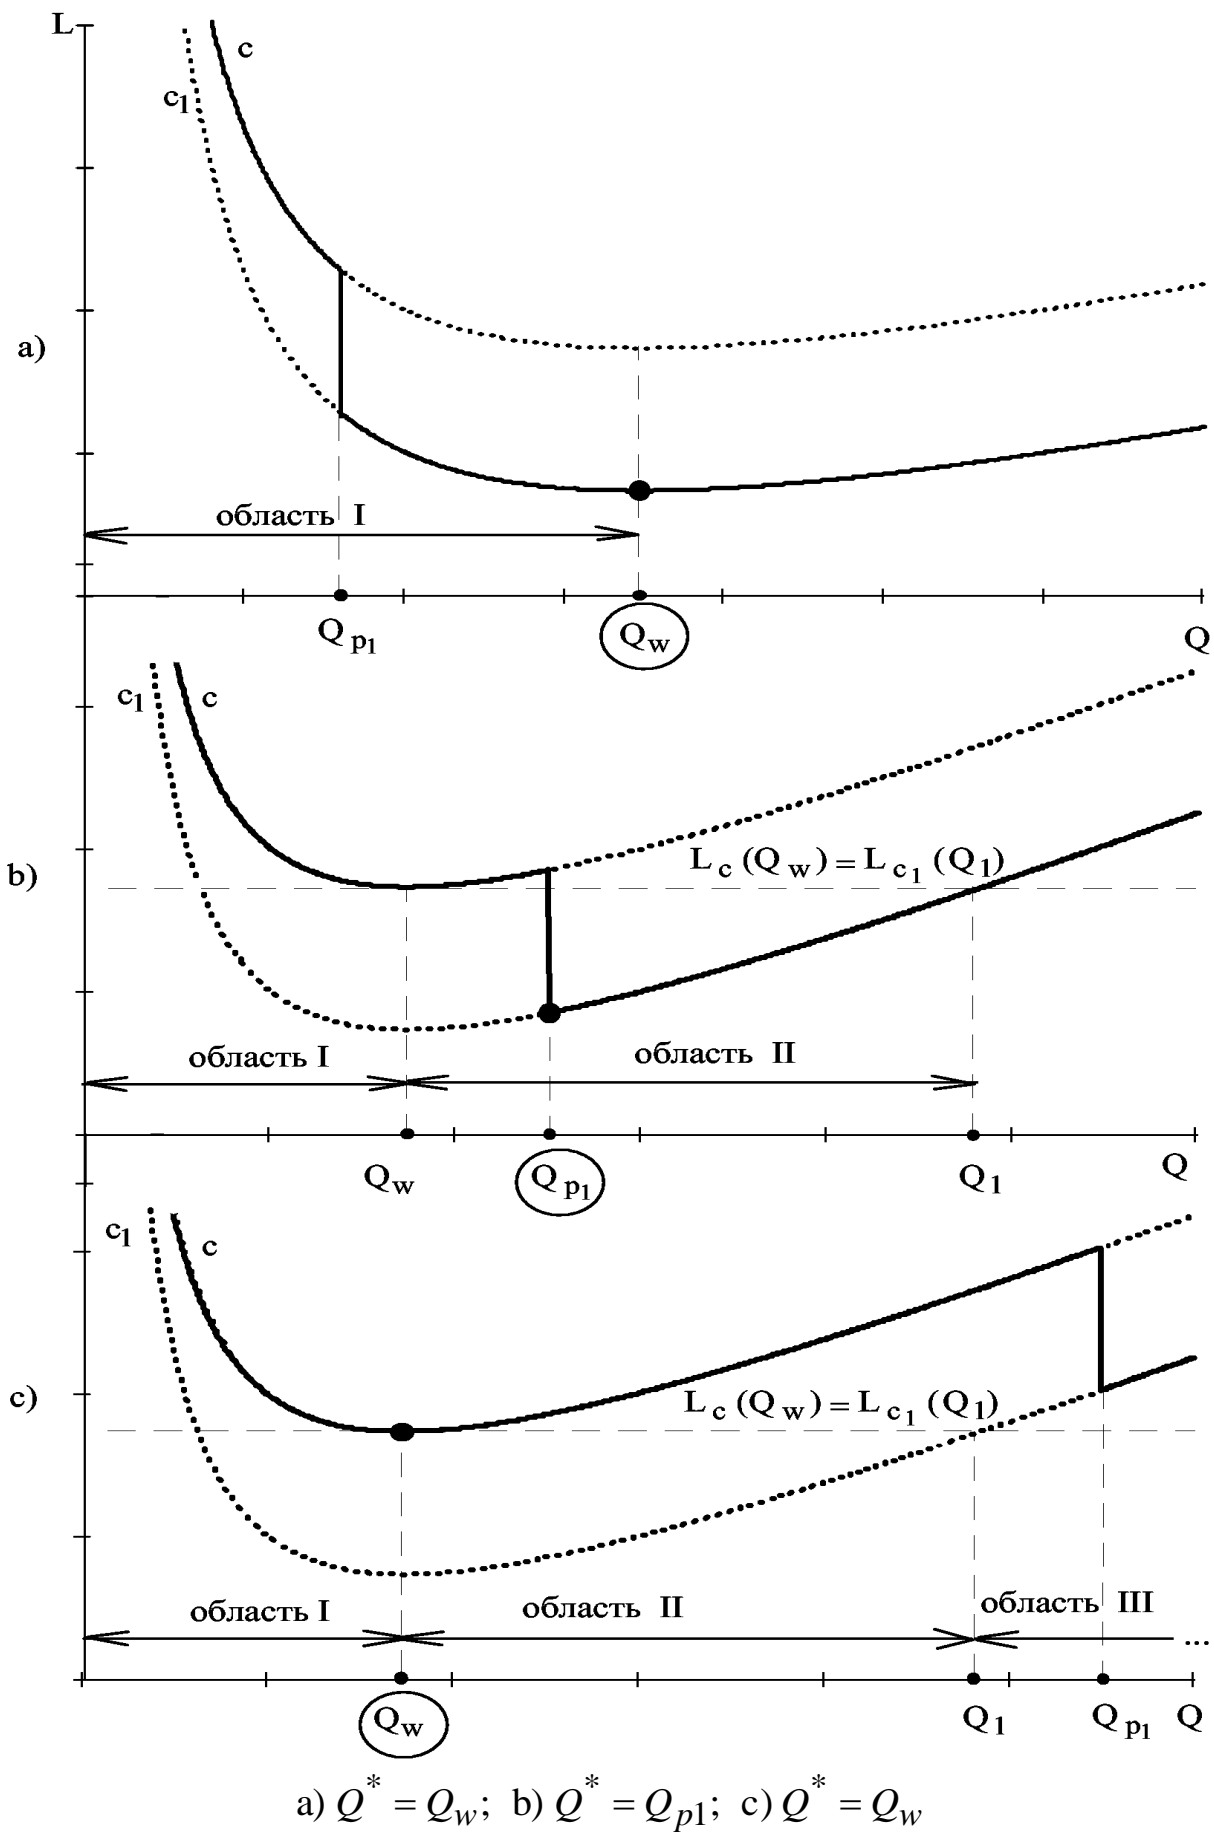 L
c
c1
a)
область I
Qp1
Qw
Q
c1
c
b)
Lc (Qw) = Lc1 (Q1)
область I
область II
Qw
Qp1
Q1
Q
c1
c
c)
Lc (Qw) = Lc1 (Q1)
область I
область II
область III
...
Qw
Q1
Qp1
Q
a) Q* = Qw; b) Q* = Qp1; c) Q* = Qw